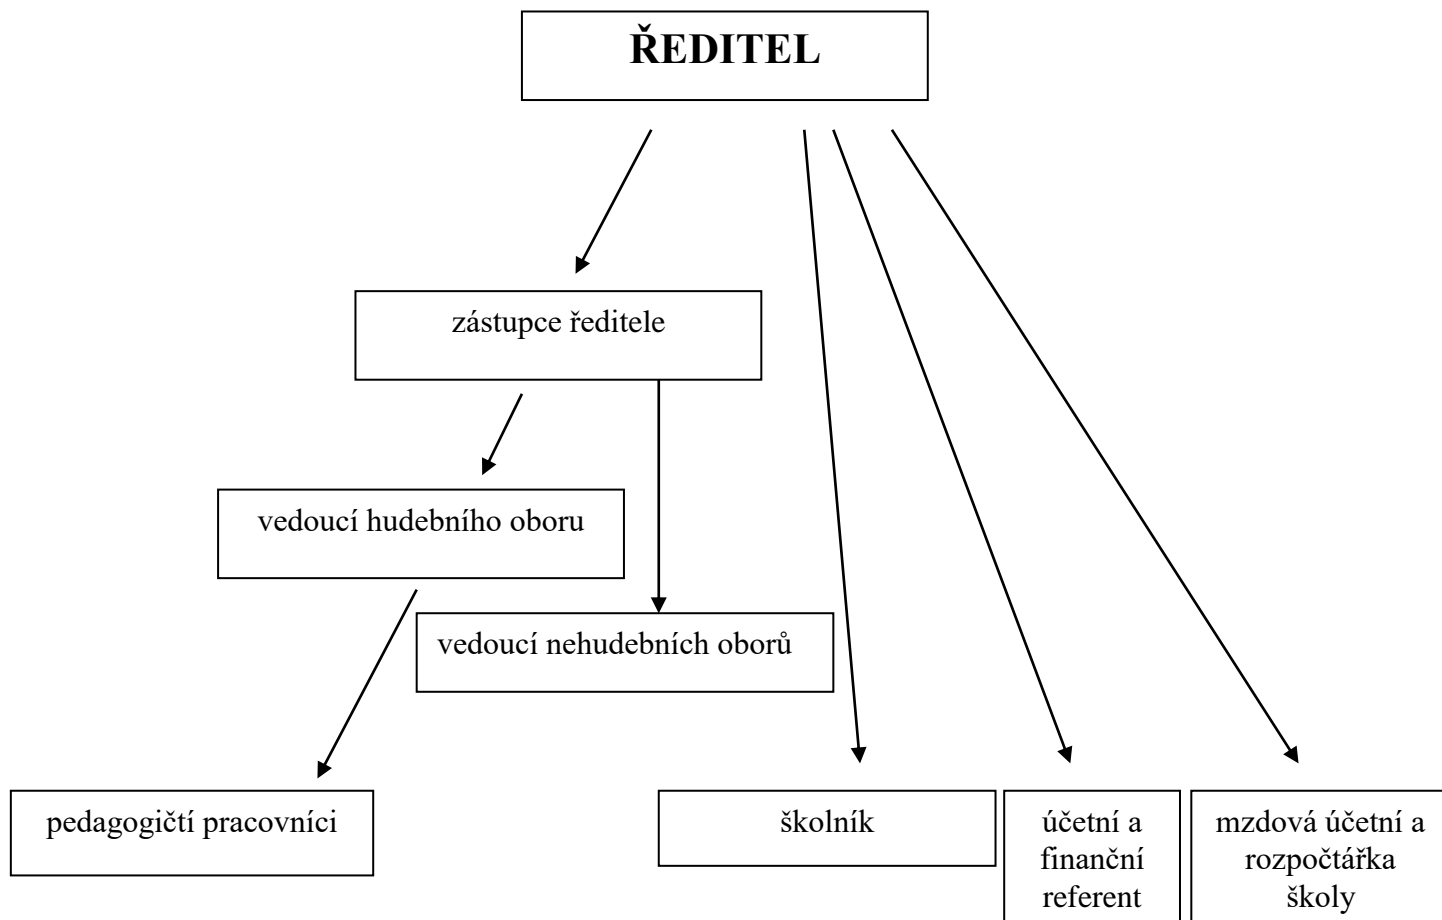 ŘEDITEL
zástupce ředitele
vedoucí hudebního oboru
vedoucí nehudebních oborů
pedagogičtí pracovníci
školník
účetní a
finanční
referent
mzdová účetní a
rozpočtářka
školy